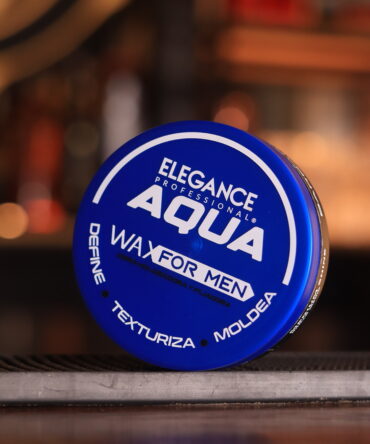 ELEGANCE
PROFESSIONAL®
AQUA
WAX FOR MEN
DEFINE • TEXTURIZA • MOLDEA